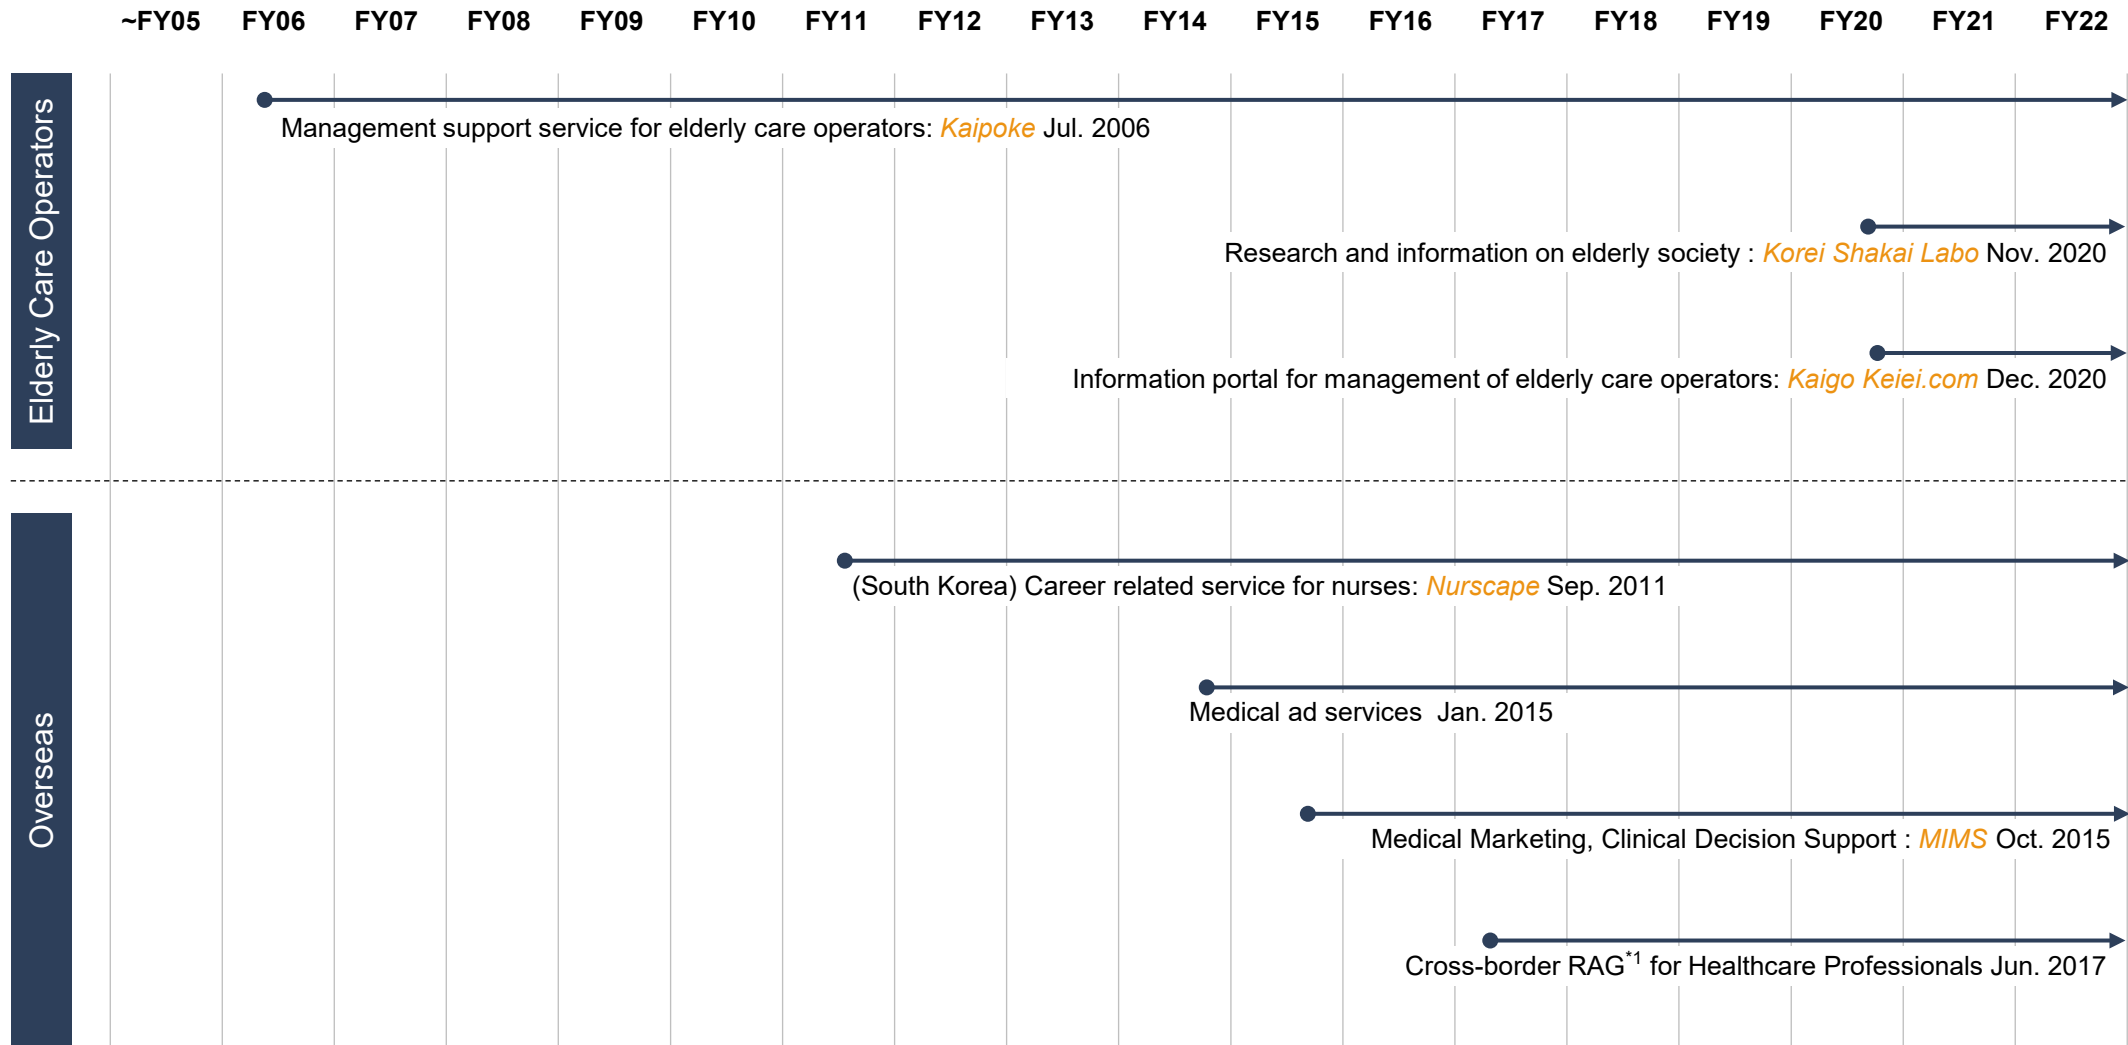 ~FY05 FY06 FY07 FY08 FY09 FY10 FY11 FY12 FY13 FY14 FY15 FY16 FY17 FY18 FY19 FY20 FY21 FY22
Elderly Care Operators
Management support service for elderly care operators: Kaipoke Jul. 2006
Research and information on elderly society : Korei Shakai Labo Nov. 2020
Information portal for management of elderly care operators: Kaigo Keiei.com Dec. 2020
Overseas
(South Korea) Career related service for nurses: Nurscape Sep. 2011
Medical ad services Jan. 2015
Medical Marketing, Clinical Decision Support : MIMS Oct. 2015
Cross-border RAG*1 for Healthcare Professionals Jun. 2017